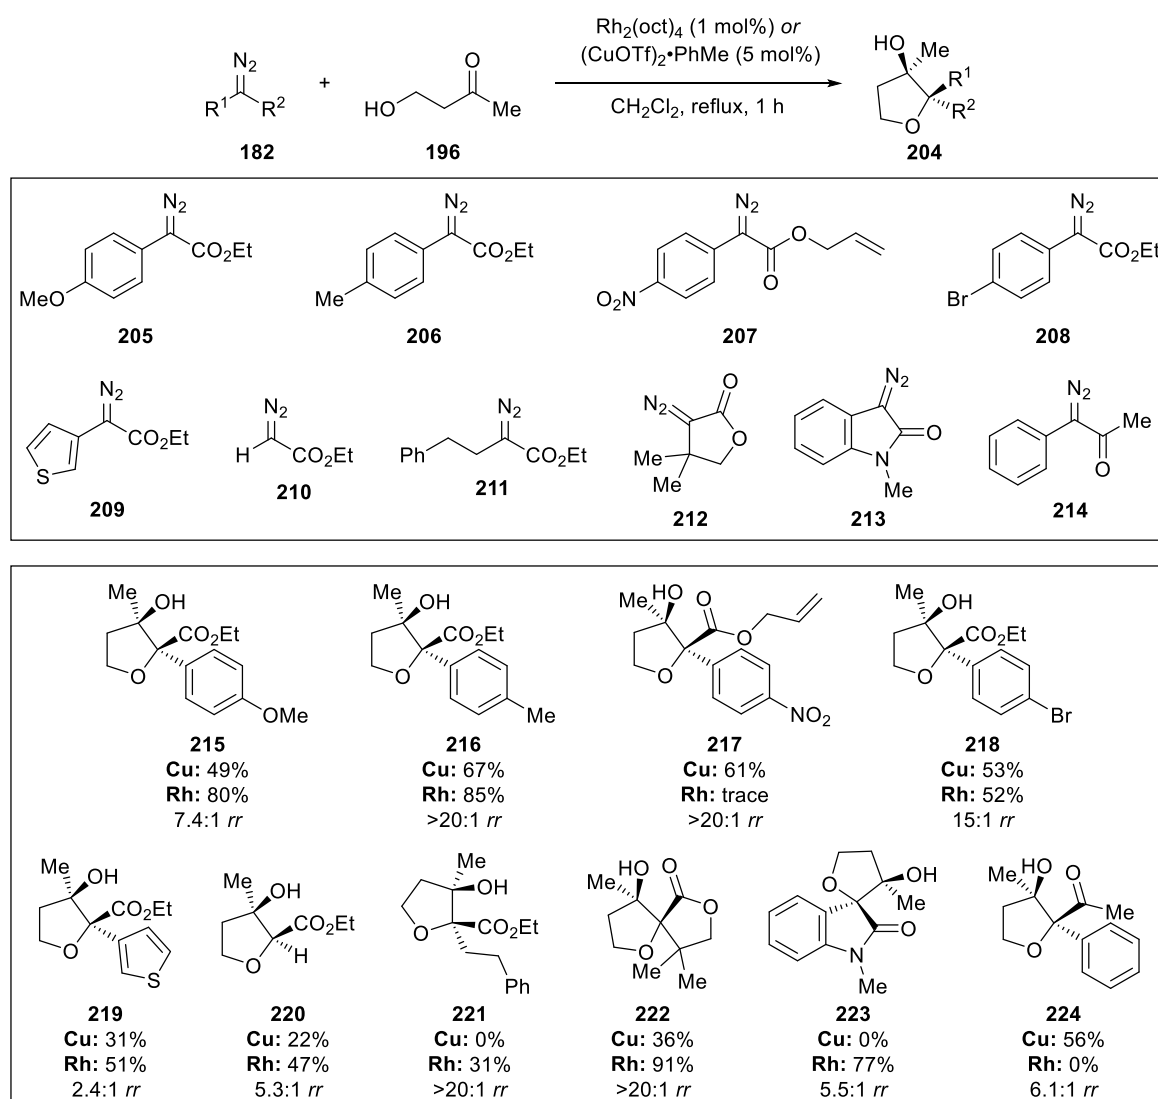 Rh2(oct)4 (1 mol%) or
(CuOTf)2•PhMe (5 mol%)
CH2Cl2, reflux, 1 h
N2
R1 R2
+
O
HO Me
HO Me
R1
R2
O
182 196 204
N2
CO2Et
MeO
205
N2
CO2Et
Me
206
N2
O
O
O2N
207
N2
CO2Et
Br
208
N2
CO2Et
S
209
N2
H CO2Et
210
N2
Ph CO2Et
211
N2 O
O
Me
Me
212
N2
O
N
Me
213
N2
Me
O
214
Me OH
CO2Et
O
OMe
215
Cu: 49%
Rh: 80%
7.4:1 rr
Me OH
CO2Et
O
Me
216
Cu: 67%
Rh: 85%
>20:1 rr
HO
Me O
O
O
NO2
217
Cu: 61%
Rh: trace
>20:1 rr
Me OH
CO2Et
O
Br
218
Cu: 53%
Rh: 52%
15:1 rr
Me OH
CO2Et
O
S
219
Cu: 31%
Rh: 51%
2.4:1 rr
Me OH
CO2Et
O H
220
Cu: 22%
Rh: 47%
5.3:1 rr
Me
OH
O CO2Et
Ph
221
Cu: 0%
Rh: 31%
>20:1 rr
HO O
Me
O
O
Me
Me
222
Cu: 36%
Rh: 91%
>20:1 rr
O OH
Me
O
N
Me
223
Cu: 0%
Rh: 77%
5.5:1 rr
HO O
Me
Me
O
224
Cu: 56%
Rh: 0%
6.1:1 rr